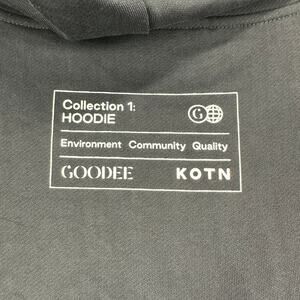 Collection 1:
HOODIE
G
Environment Community Quality
GOODEE KOTN